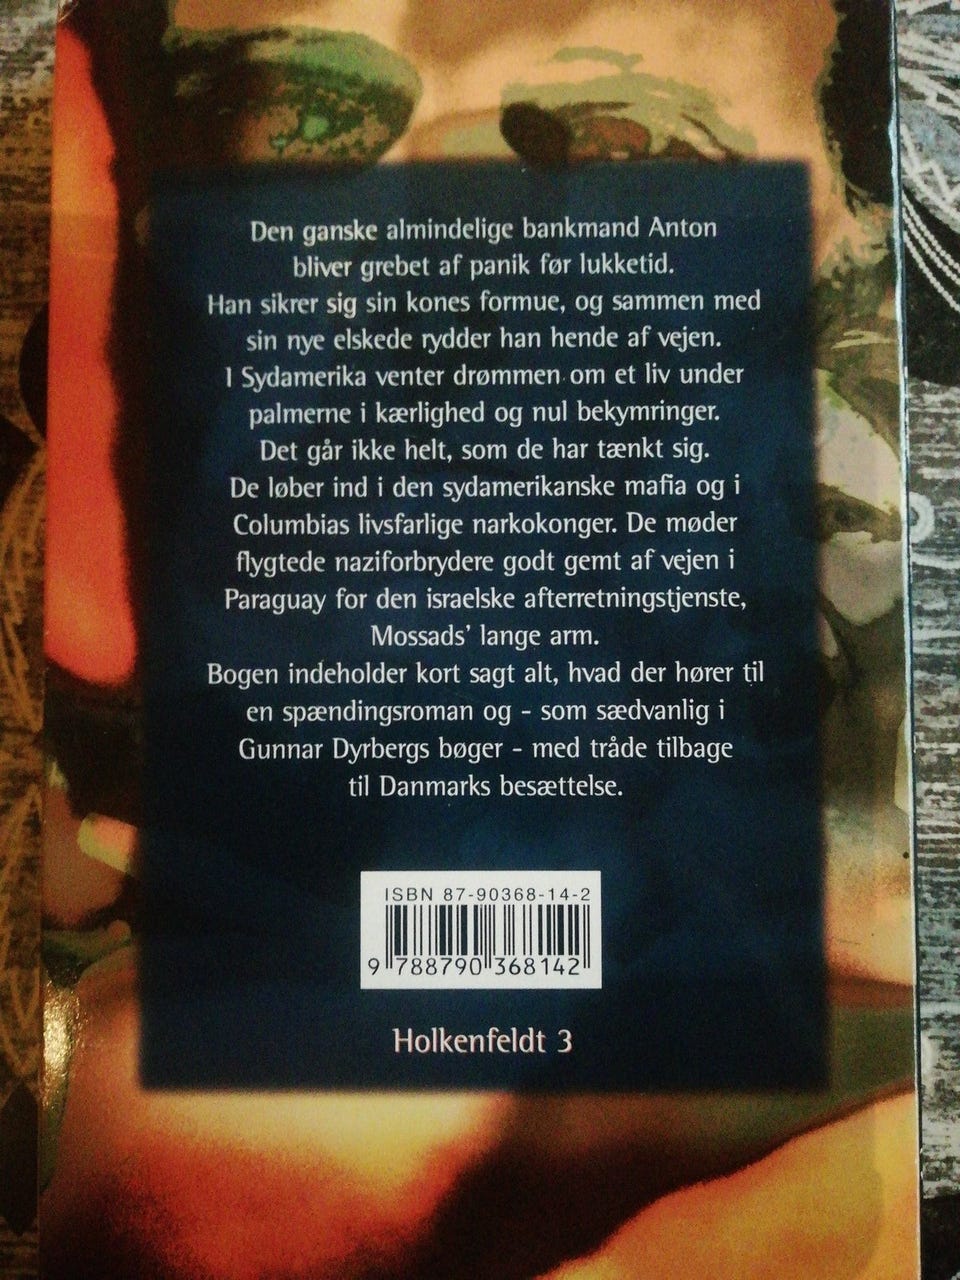 Den ganske almindelige bankmand Anton
bliver grebet af panik før lukketid.
Han sikrer sig sin kones formue, og sammen med
sin nye elskede rydder han hende af vejen.
I Sydamerika venter drømmen om et liv under
palmerne i kærlighed og nul bekymringer.
Det går ikke helt, som de har tænkt sig.
De løber ind i den sydamerikanske mafia og i
Columbias livsfarlige narkokonger. De møder
flygtede naziforbrydere godt gemt af vejen i
Paraguay for den israelske afterretningstjenste,
Mossads' lange arm.
Bogen indeholder kort sagt alt, hvad der hører til
en spændingsroman og - som sædvanlig i
Gunnar Dyrbergs bøger - med tråde tilbage
til Danmarks besættelse.
ISBN 87-90368-14-2
9 788790 368142
Holkenfeldt 3